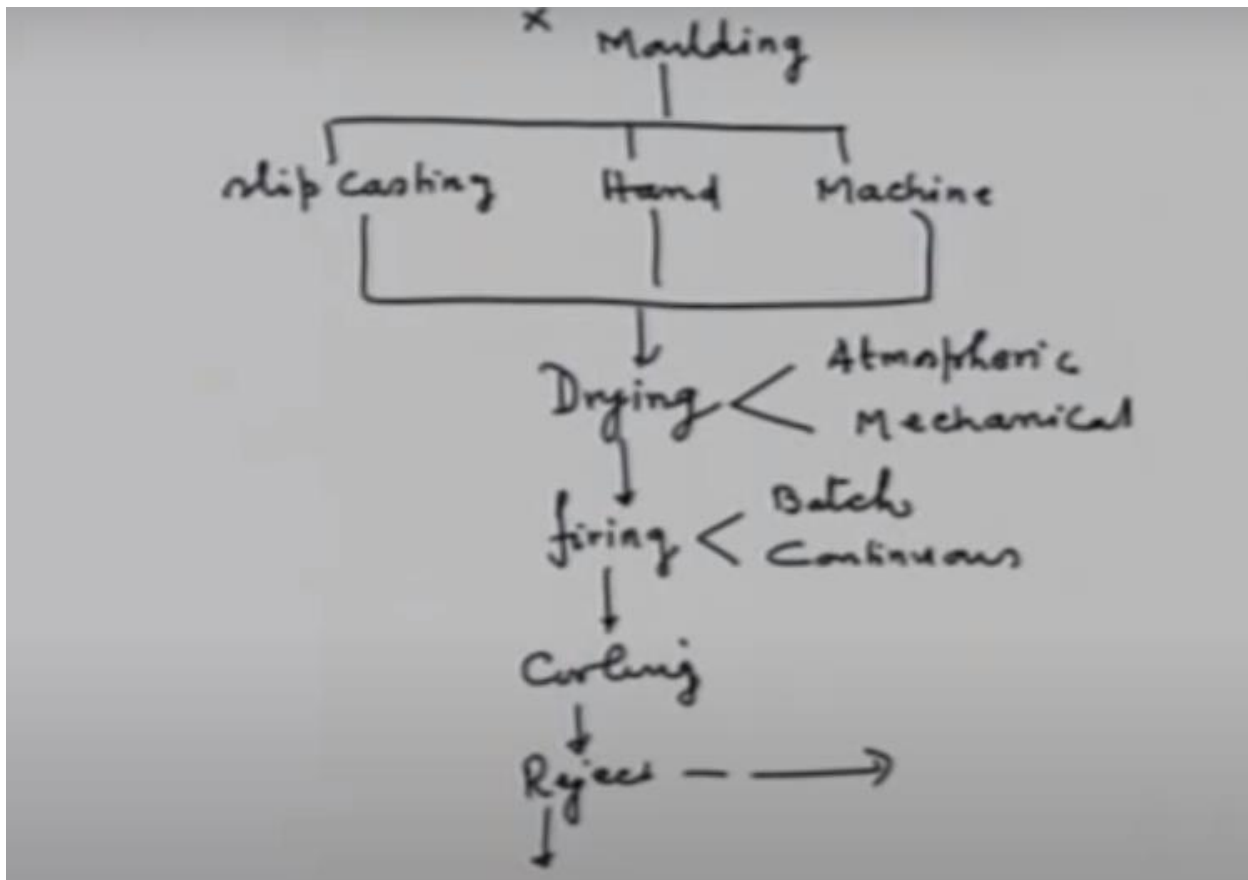 x Moulding
slip casting Hand Machine
Drying Atmospheric
Mechanical
firing Batch
Continuous
Cooling
Reject